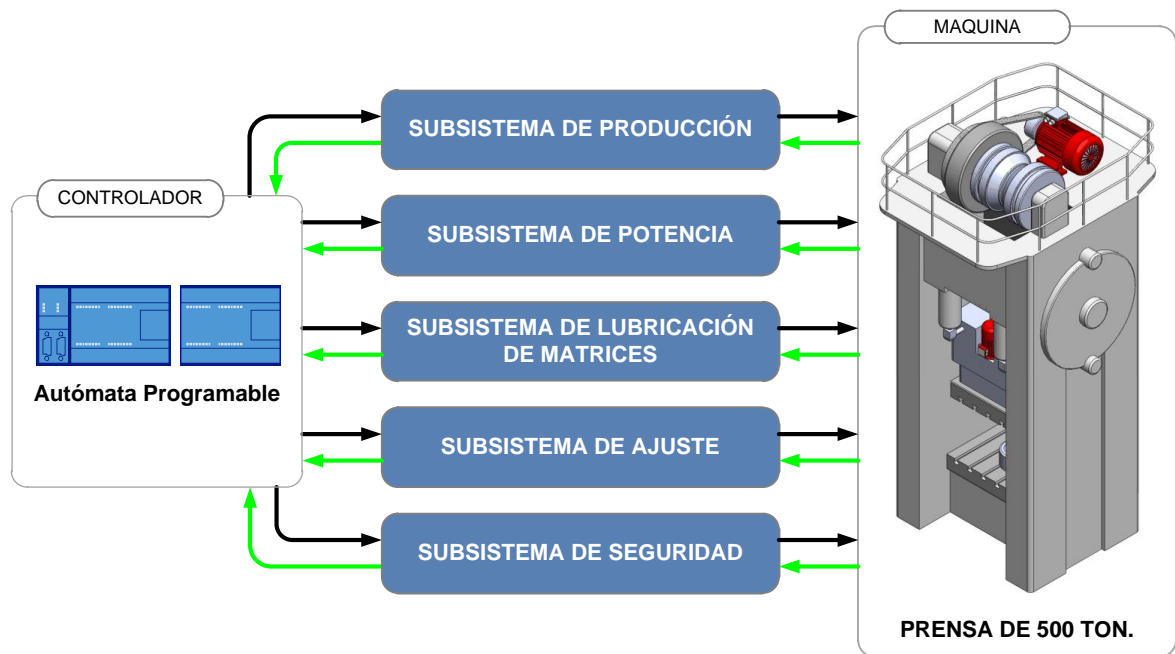 MAQUINA
SUBSISTEMA DE PRODUCCIÓN
CONTROLADOR
SUBSISTEMA DE POTENCIA
SUBSISTEMA DE LUBRICACIÓN
DE MATRICES
Autómata Programable
SUBSISTEMA DE AJUSTE
SUBSISTEMA DE SEGURIDAD
PRENSA DE 500 TON.